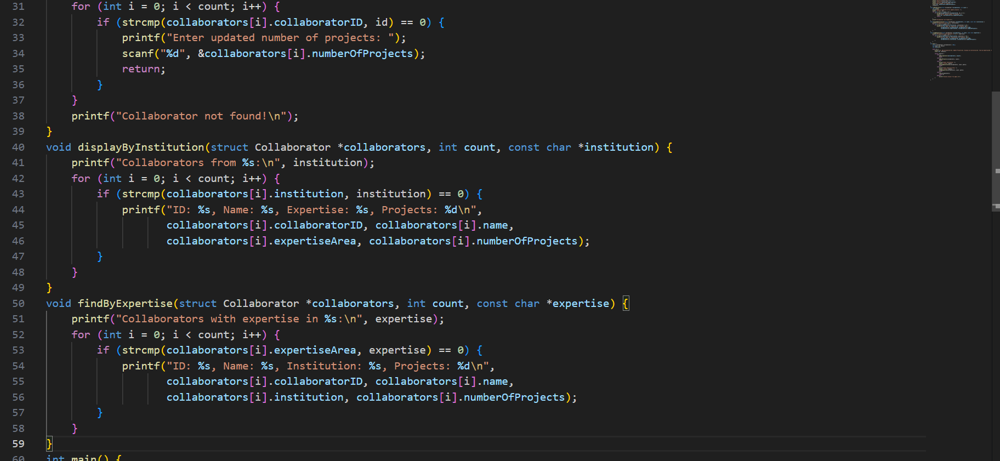 31 for (int i = 0; i < count; i++) {
32 if (strcmp(collaborators[i].collaboratorID, id) == 0) {
33 printf("Enter updated number of projects: ");
34 scanf("%d", &collaborators[i].numberOfProjects);
35 return;
36 }
37 }
38 printf("Collaborator not found!\n");
39 }
40 void displayByInstitution(struct Collaborator *collaborators, int count, const char *institution) {
41 printf("Collaborators from %s:\n", institution);
42 for (int i = 0; i < count; i++) {
43 if (strcmp(collaborators[i].institution, institution) == 0) {
44 printf("ID: %s, Name: %s, Expertise: %s, Projects: %d\n",
45 collaborators[i].collaboratorID, collaborators[i].name,
46 collaborators[i].expertiseArea, collaborators[i].numberOfProjects);
47 }
48 }
49 }
50 void findByExpertise(struct Collaborator *collaborators, int count, const char *expertise) {
51 printf("Collaborators with expertise in %s:\n", expertise);
52 for (int i = 0; i < count; i++) {
53 if (strcmp(collaborators[i].expertiseArea, expertise) == 0) {
54 printf("ID: %s, Name: %s, Institution: %s, Projects: %d\n",
55 collaborators[i].collaboratorID, collaborators[i].name,
56 collaborators[i].institution, collaborators[i].numberOfProjects);
57 }
58 }
59 }
60 int main() {